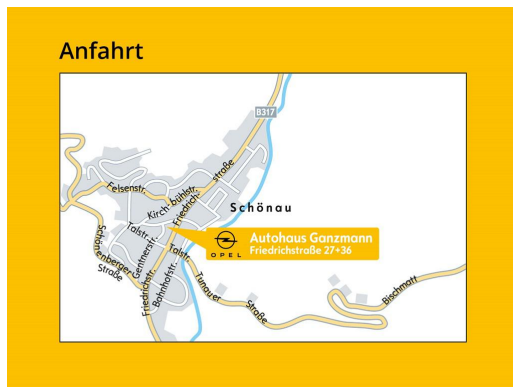 Anfahrt
B317
Felsenstr.
Kirch-bühlstr.
Friedrich-
straße
Schönau
Talstr.
Gentnerstr.
Schönenberger
Straße
Friedrichstr.
Bahnhofstr.
Talstr.
OPEL
Autohaus Ganzmann
Friedrichstraße 27+36
Tunauer
Straße
Bischmatt